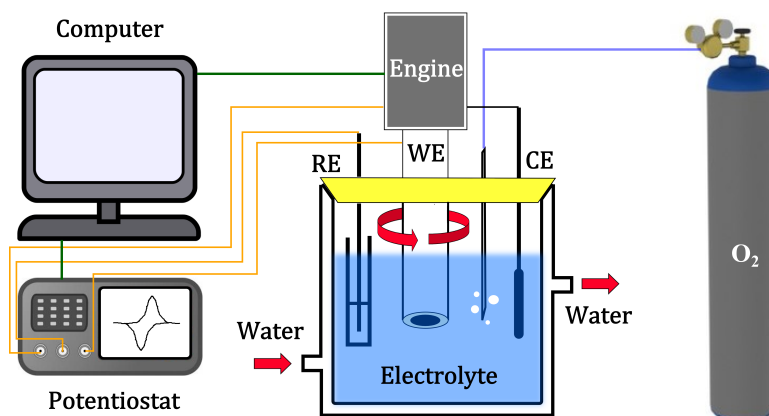 Computer
Engine
RE
WE
CE
O₂
Water
Water
Electrolyte
Potentiostat